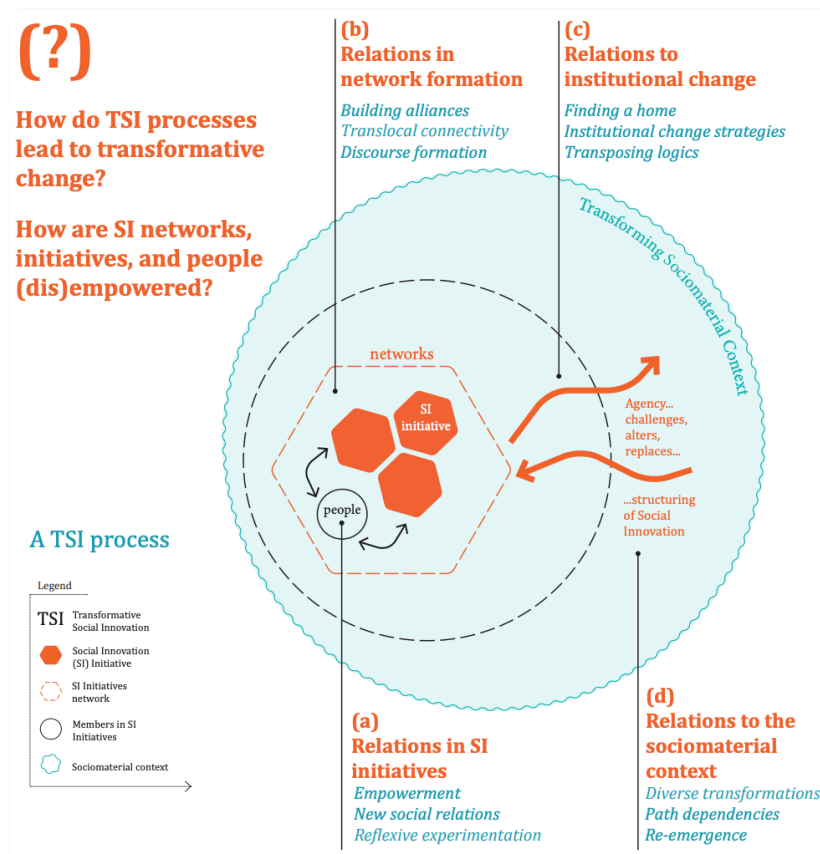 (?)
How do TSI processes
lead to transformative
change?
How are SI networks,
initiatives, and people
(dis)empowered?
(b)
Relations in
network formation
Building alliances
Translocal connectivity
Discourse formation
(c)
Relations to
institutional change
Finding a home
Institutional change strategies
Transposing logics
Transforming Sociomaterial Context
networks
SI
initiative
people
Agency...
challenges,
alters,
replaces...
...structuring
of Social
Innovation
A TSI process
Legend
TSI Transformative
Social Innovation
Social Innovation
(SI) Initiative
SI Initiatives
network
Members in SI
Initiatives
Sociomaterial context
(a)
Relations in SI
initiatives
Empowerment
New social relations
Reflexive experimentation
(d)
Relations to the
sociomaterial
context
Diverse transformations
Path dependencies
Re-emergence